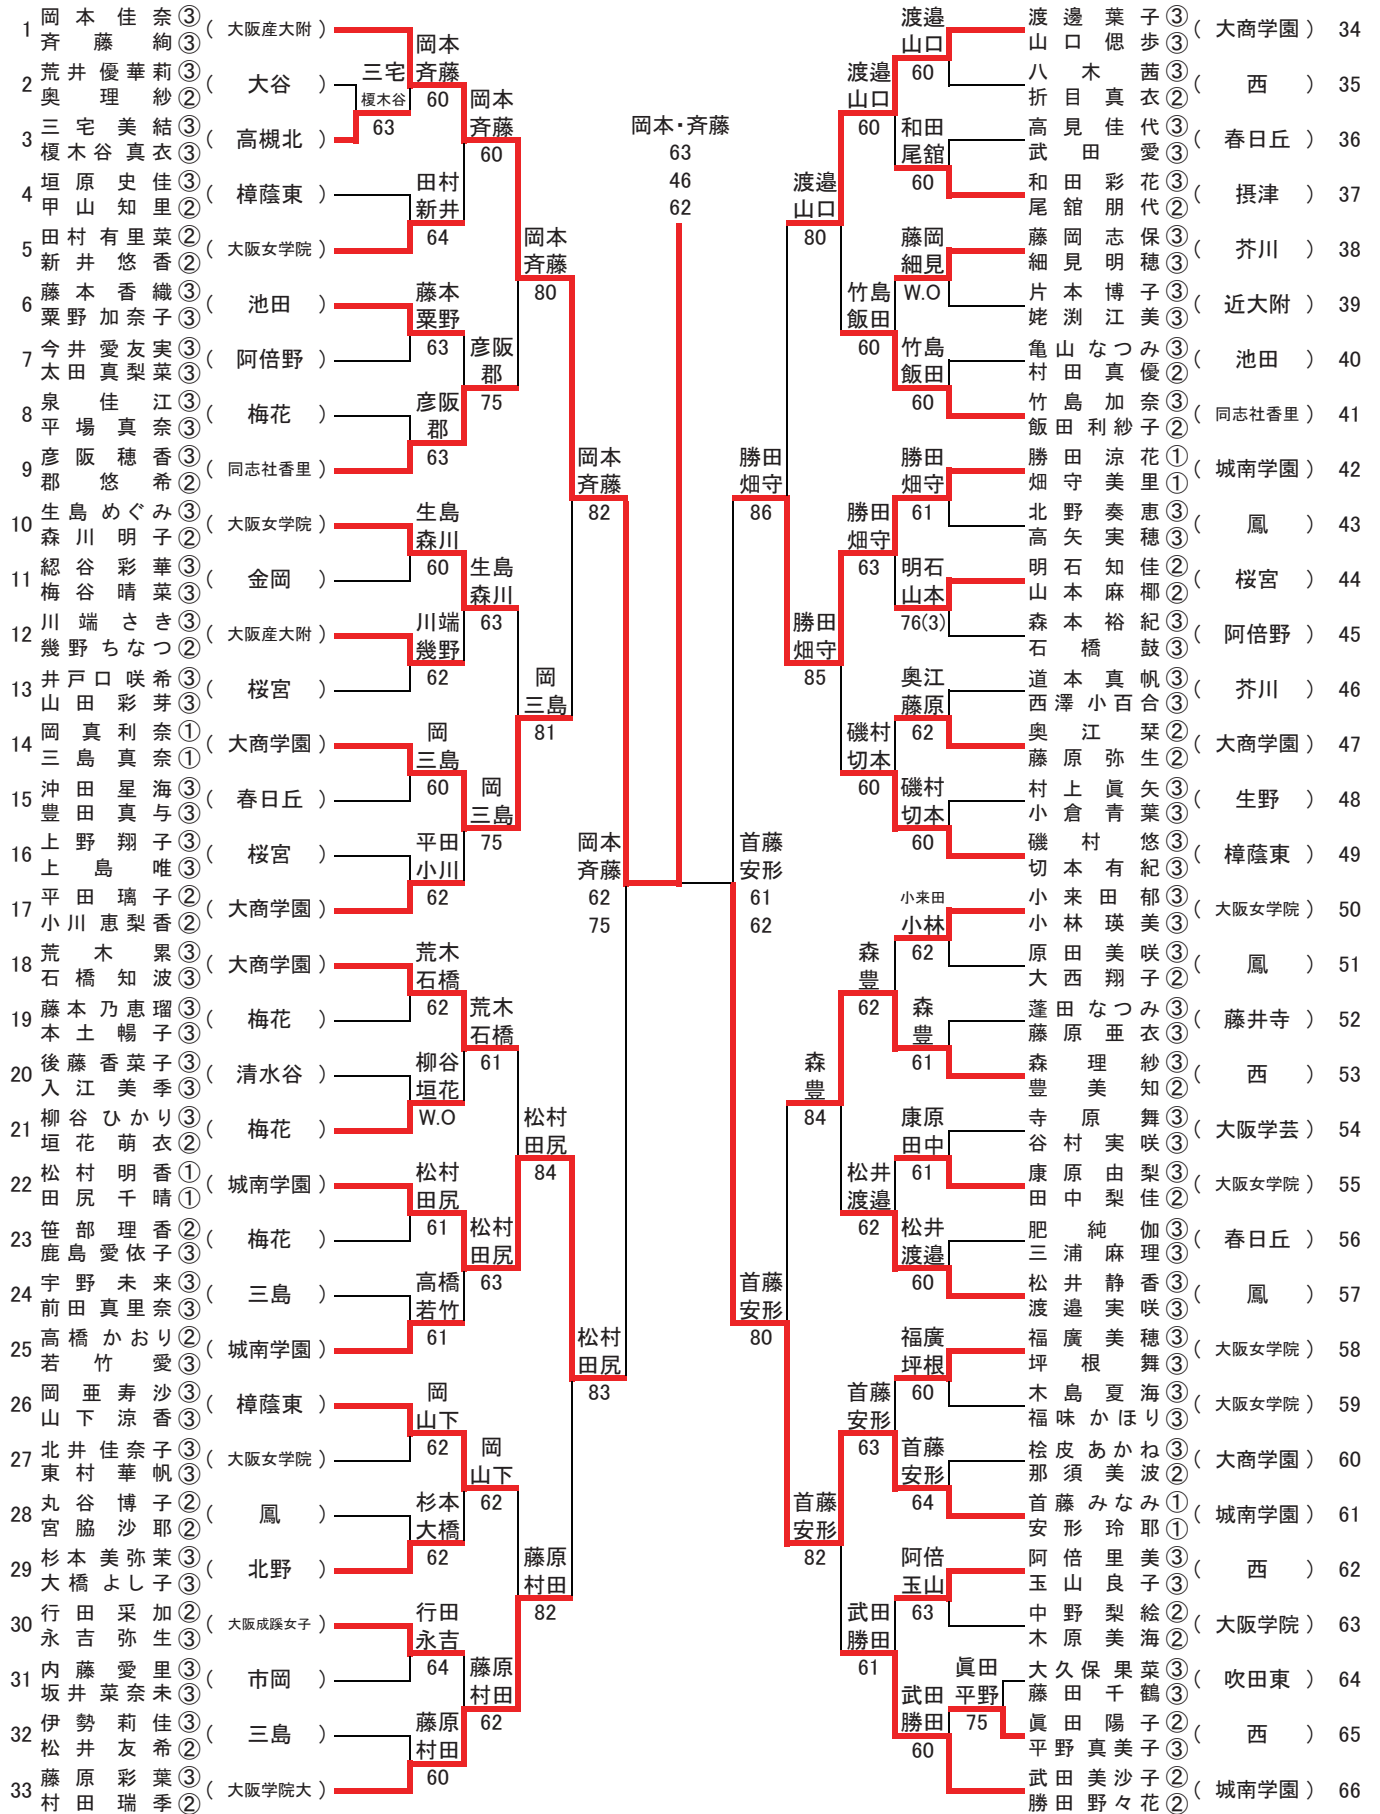 1 岡本佳奈③ 斉藤絢③ (大阪産大附)
2 荒井優華莉③ 奥理紗② (大谷)
3 三宅美結③ 榎木谷真衣③ (高槻北)
4 垣原史佳③ 甲山知里② (樟蔭東)
5 田村有里菜② 新井悠香② (大阪女学院)
6 藤本香織③ 粟野加奈子③ (池田)
7 今井愛友実③ 太田真梨菜③ (阿倍野)
8 泉佳江③ 平場真奈③ (梅花)
9 彦阪穂香③ 郡悠希② (同志社香里)
10 生島めぐみ③ 森川明子② (大阪女学院)
11 綛谷彩華③ 梅谷晴菜③ (金岡)
12 川端さき③ 幾野ちなつ② (大阪産大附)
13 井戸口咲希③ 山田彩芽③ (桜宮)
14 岡真利奈① 三島真奈① (大商学園)
15 沖田星海③ 豊田真与③ (春日丘)
16 上野翔子③ 上島唯③ (桜宮)
17 平田璃子② 小川恵梨香② (大商学園)
18 荒木累③ 石橋知波③ (大商学園)
19 藤本乃恵瑠③ 本土暢子③ (梅花)
20 後藤香菜子③ 入江美季③ (清水谷)
21 柳谷ひかり③ 垣花萌衣② (梅花)
22 松村明香① 田尻千晴① (城南学園)
23 笹部理香② 鹿島愛依子③ (梅花)
24 宇野未来③ 前田真里奈③ (三島)
25 高橋かおり② 若竹愛③ (城南学園)
26 岡亜寿沙③ 山下涼香③ (樟蔭東)
27 北井佳奈子③ 東村華帆③ (大阪女学院)
28 丸谷博子② 宮脇沙耶② (鳳)
29 杉本美弥茉③ 大橋よし子③ (北野)
30 行田采加② 永吉弥生③ (大阪成蹊女子)
31 内藤愛里③ 坂井菜奈未③ (市岡)
32 伊勢莉佳③ 松井友希② (三島)
33 藤原彩葉③ 村田瑞季② (大阪学院大)
三宅 榎木谷 63
岡本 斉藤 60
田村 新井 64
藤本 粟野 63
彦阪 郡 63
生島 森川 60
川端 幾野 62
岡 三島 60
平田 小川 62
荒木 石橋 62
柳谷 垣花 W.O
松村 田尻 61
高橋 若竹 61
岡 山下 62
杉本 大橋 62
行田 永吉 64
藤原 村田 60
岡本 斉藤 60
彦阪 郡 75
生島 森川 63
岡 三島 75
荒木 石橋 61
松村 田尻 63
岡 山下 62
藤原 村田 62
岡本 斉藤 80
岡 三島 81
松村 田尻 84
藤原 村田 82
岡本 斉藤 82
松村 田尻 83
岡本 斉藤 62 75
岡本・斉藤
63
46
62
首藤 安形 61 62
勝田 畑守 86
首藤 安形 80
渡邉 山口 80
勝田 畑守 85
森 豊 84
首藤 安形 82
渡邉 山口 60
竹島 飯田 60
勝田 畑守 63
磯村 切本 60
森 豊 62
松井 渡邉 62
首藤 安形 63
武田 勝田 61
渡邉 山口 60
和田 尾舘 60
藤岡 細見 W.O
竹島 飯田 60
勝田 畑守 61
明石 山本 76(3)
奥江 藤原 62
磯村 切本 60
小来田 小林 62
森 豊 61
康原 田中 61
松井 渡邉 60
福廣 坪根 60
首藤 安形 64
阿倍 玉山 63
眞田 平野 75
武田 勝田 60
渡邊葉子③ 山口偲歩③ (大商学園) 34
八木茜③ 折目真衣② (西) 35
高見佳代③ 武田愛③ (春日丘) 36
和田彩花③ 尾舘朋代② (摂津) 37
藤岡志保③ 細見明穂③ (芥川) 38
片本博子③ 姥渕江美③ (近大附) 39
亀山なつみ③ 村田真優② (池田) 40
竹島加奈③ 飯田利紗子② (同志社香里) 41
勝田涼花① 畑守美里① (城南学園) 42
北野奏恵③ 高矢実穂③ (鳳) 43
明石知佳② 山本麻椰② (桜宮) 44
森本裕紀③ 石橋鼓③ (阿倍野) 45
道本真帆③ 西澤小百合③ (芥川) 46
奥江栞② 藤原弥生② (大商学園) 47
村上眞矢③ 小倉青葉③ (生野) 48
磯村悠③ 切本有紀③ (樟蔭東) 49
小来田郁③ 小林瑛美③ (大阪女学院) 50
原田美咲③ 大西翔子② (鳳) 51
蓬田なつみ③ 藤原亜衣③ (藤井寺) 52
森理紗③ 豊美知② (西) 53
寺原舞③ 谷村実咲③ (大阪学芸) 54
康原由梨③ 田中梨佳② (大阪女学院) 55
肥純伽③ 三浦麻理③ (春日丘) 56
松井静香③ 渡邉実咲③ (鳳) 57
福廣美穂③ 坪根舞③ (大阪女学院) 58
木島夏海③ 福味かほり③ (大阪女学院) 59
桧皮あかね③ 那須美波② (大商学園) 60
首藤みなみ① 安形玲耶① (城南学園) 61
阿倍里美③ 玉山良子③ (西) 62
中野梨絵② 木原美海② (大阪学院) 63
大久保果菜③ 藤田千鶴③ (吹田東) 64
眞田陽子② 平野真美子③ (西) 65
武田美沙子② 勝田野々花② (城南学園) 66